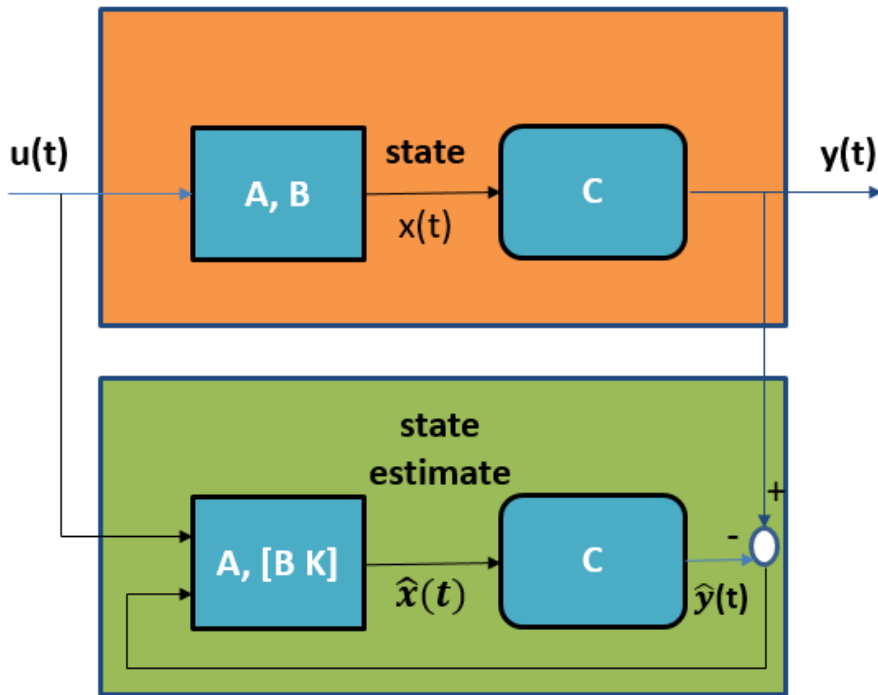 u(t)
A, B
state
x(t)
C
y(t)
state
estimate
+
-
A, [B K]
x̂(t)
C
ŷ(t)